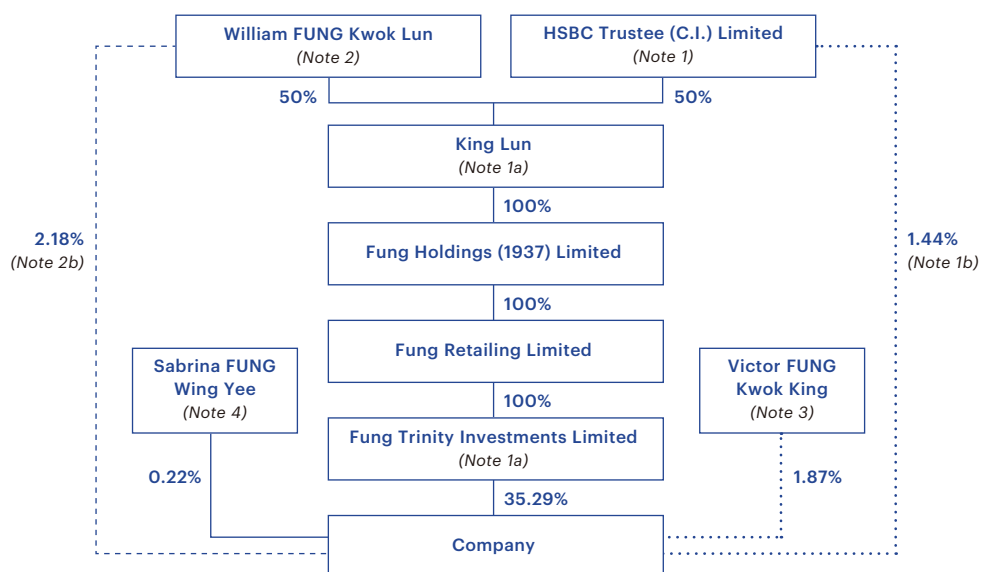 William FUNG Kwok Lun
(Note 2)
HSBC Trustee (C.I.) Limited
(Note 1)
50%
50%
King Lun
(Note 1a)
100%
2.18%
(Note 2b)
1.44%
(Note 1b)
Fung Holdings (1937) Limited
100%
Fung Retailing Limited
Sabrina FUNG
Wing Yee
(Note 4)
Victor FUNG
Kwok King
(Note 3)
100%
Fung Trinity Investments Limited
(Note 1a)
0.22%
1.87%
35.29%
Company